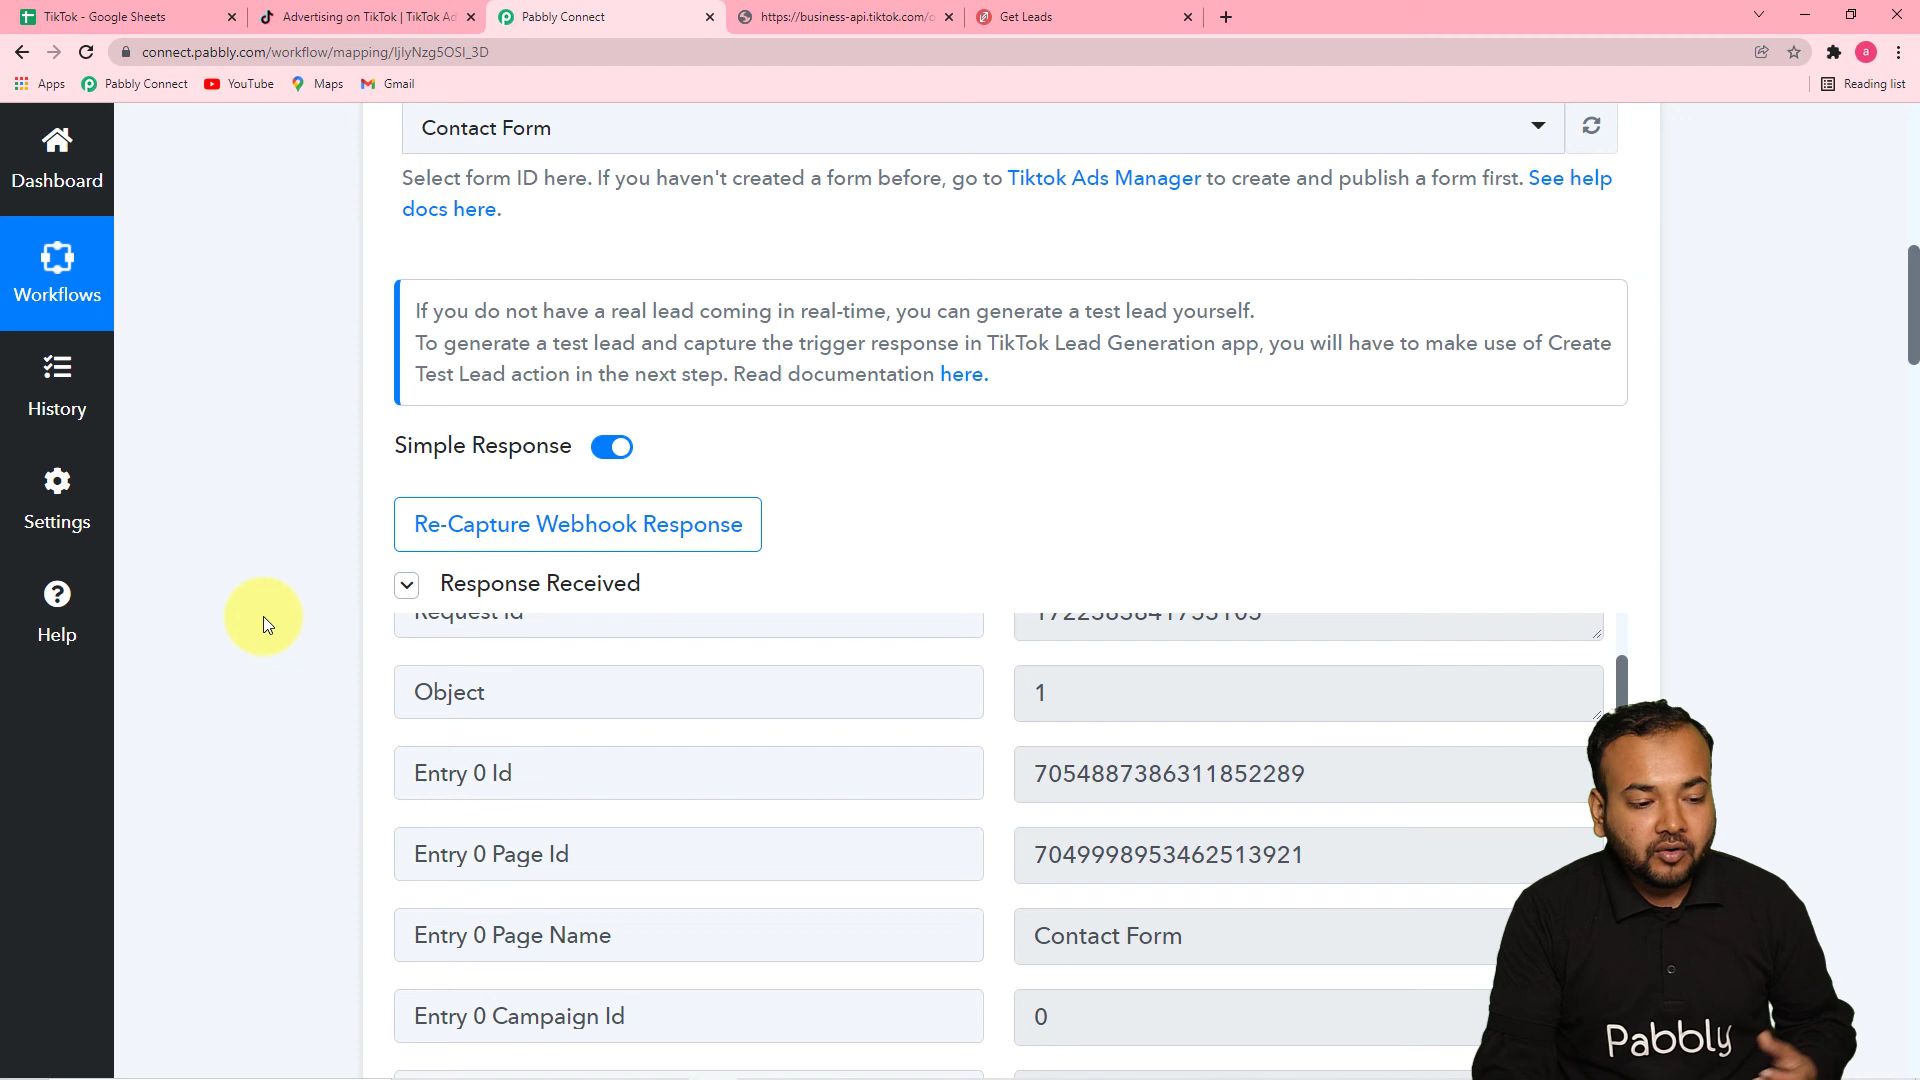 TikTok - Google Sheets
Advertising on TikTok | TikTok Ad
Pabbly Connect
https://business-api.tiktok.com/o
Get Leads
connect.pabbly.com/workflow/mapping/IjIyNzg5OSI_3D
a
Apps
Pabbly Connect
YouTube
Maps
Gmail
Reading list
Dashboard
Workflows
History
Settings
Help
Contact Form
Select form ID here. If you haven't created a form before, go to Tiktok Ads Manager to create and publish a form first. See help
docs here.
If you do not have a real lead coming in real-time, you can generate a test lead yourself.
To generate a test lead and capture the trigger response in TikTok Lead Generation app, you will have to make use of Create
Test Lead action in the next step. Read documentation here.
Simple Response
Re-Capture Webhook Response
Response Received
Request Id
Object
1
Entry 0 Id
7054887386311852289
Entry 0 Page Id
7049998953462513921
Entry 0 Page Name
Contact Form
Entry 0 Campaign Id
0
Pabbly